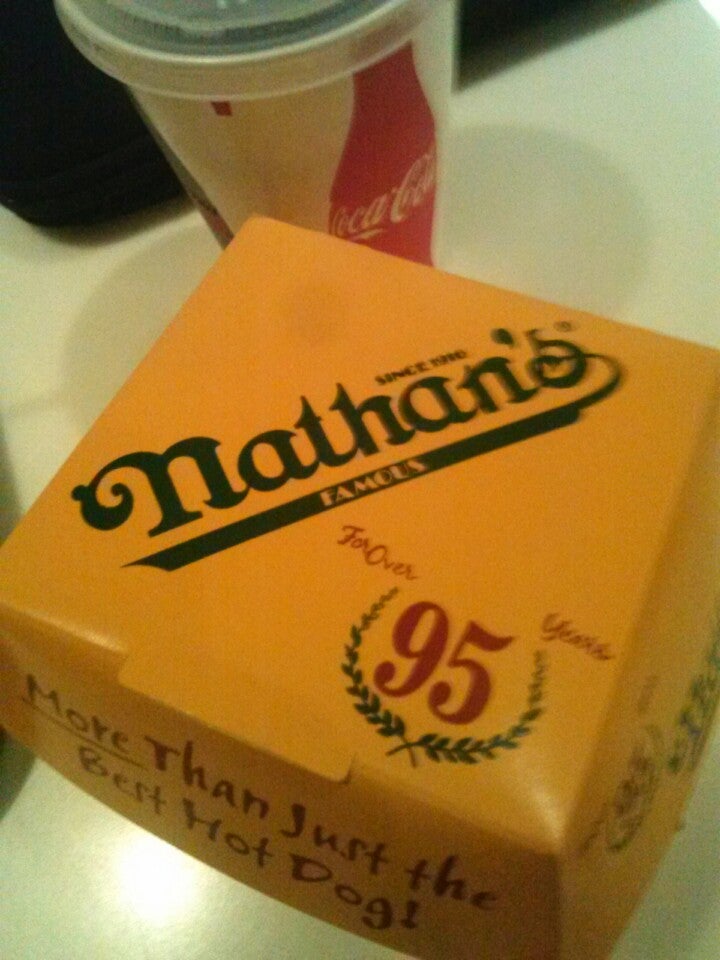 Coca-Cola
SINCE 1916
Nathan's
FAMOUS
For Over
95
Years
More Than Just the
Best Hot Dog!